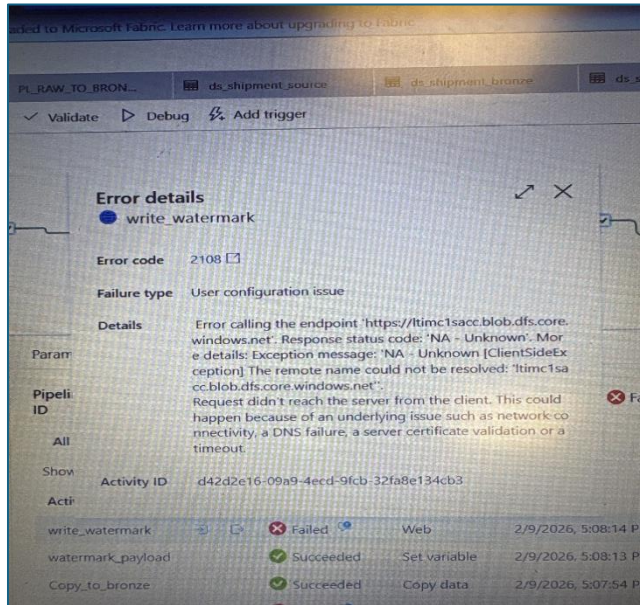 aded to Microsoft Fabric. Learn more about upgrading to Fabric.
PL_RAW_TO_BRON... ds_shipment_source ds_shipment_bronze ds_s
Validate Debug Add trigger
Error details
write_watermark
Error code 2108
Failure type User configuration issue
Details Error calling the endpoint 'https://ltimc1sacc.blob.dfs.core.
windows.net'. Response status code: 'NA - Unknown'. Mor
e details: Exception message: 'NA - Unknown [ClientSideEx
ception] The remote name could not be resolved: 'ltimc1sa
cc.blob.dfs.core.windows.net''.
Request didn't reach the server from the client. This could
happen because of an underlying issue such as network co
nnectivity, a DNS failure, a server certificate validation or a
timeout.
Param
Pipeli
ID
Fa
All
Show
Activity ID d42d2e16-09a9-4ecd-9fcb-32fa8e134cb3
Acti
write_watermark Failed Web 2/9/2026, 5:08:14 P
watermark_payload Succeeded Set variable 2/9/2026, 5:08:13 P
Copy_to_bronze Succeeded Copy data 2/9/2026, 5:07:54 P